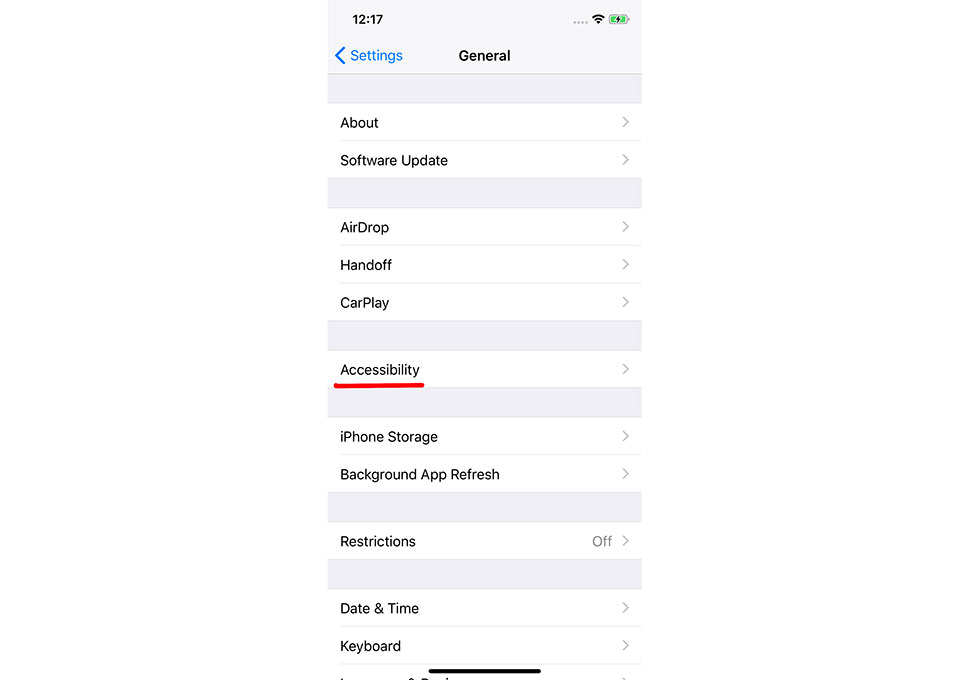 12:17
Settings
General
About
Software Update
AirDrop
Handoff
CarPlay
Accessibility
iPhone Storage
Background App Refresh
Restrictions Off
Date & Time
Keyboard